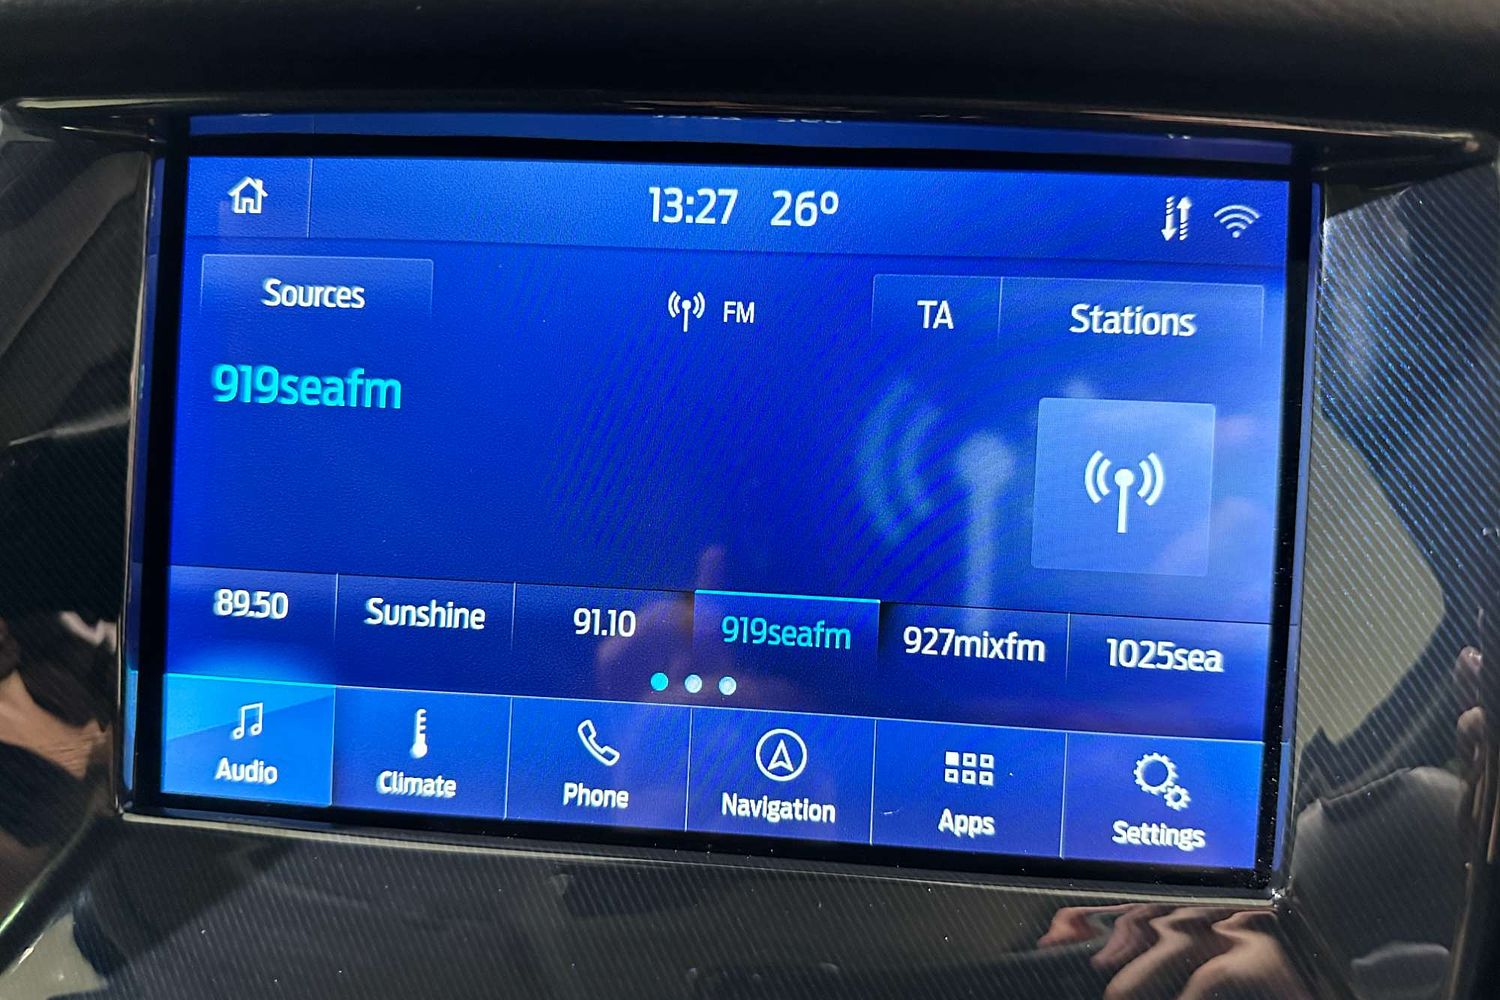 13:27 26º
Sources
FM
TA
Stations
919seafm
89.50
Sunshine
91.10
919seafm
927mixfm
1025sea
Audio
Climate
Phone
Navigation
Apps
Settings